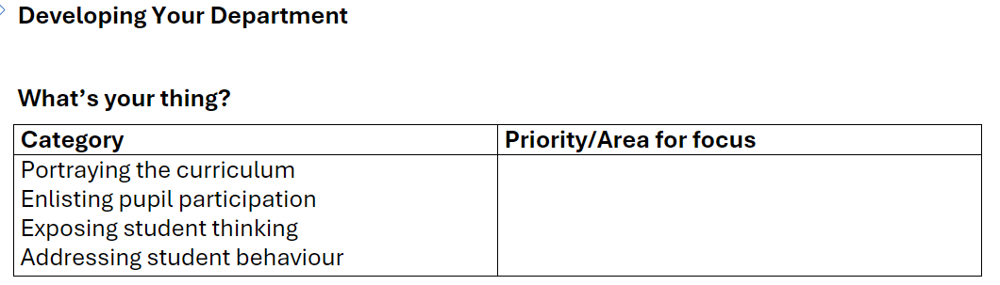 Developing Your Department
What’s your thing?
Category Priority/Area for focus
Portraying the curriculum
Enlisting pupil participation
Exposing student thinking
Addressing student behaviour